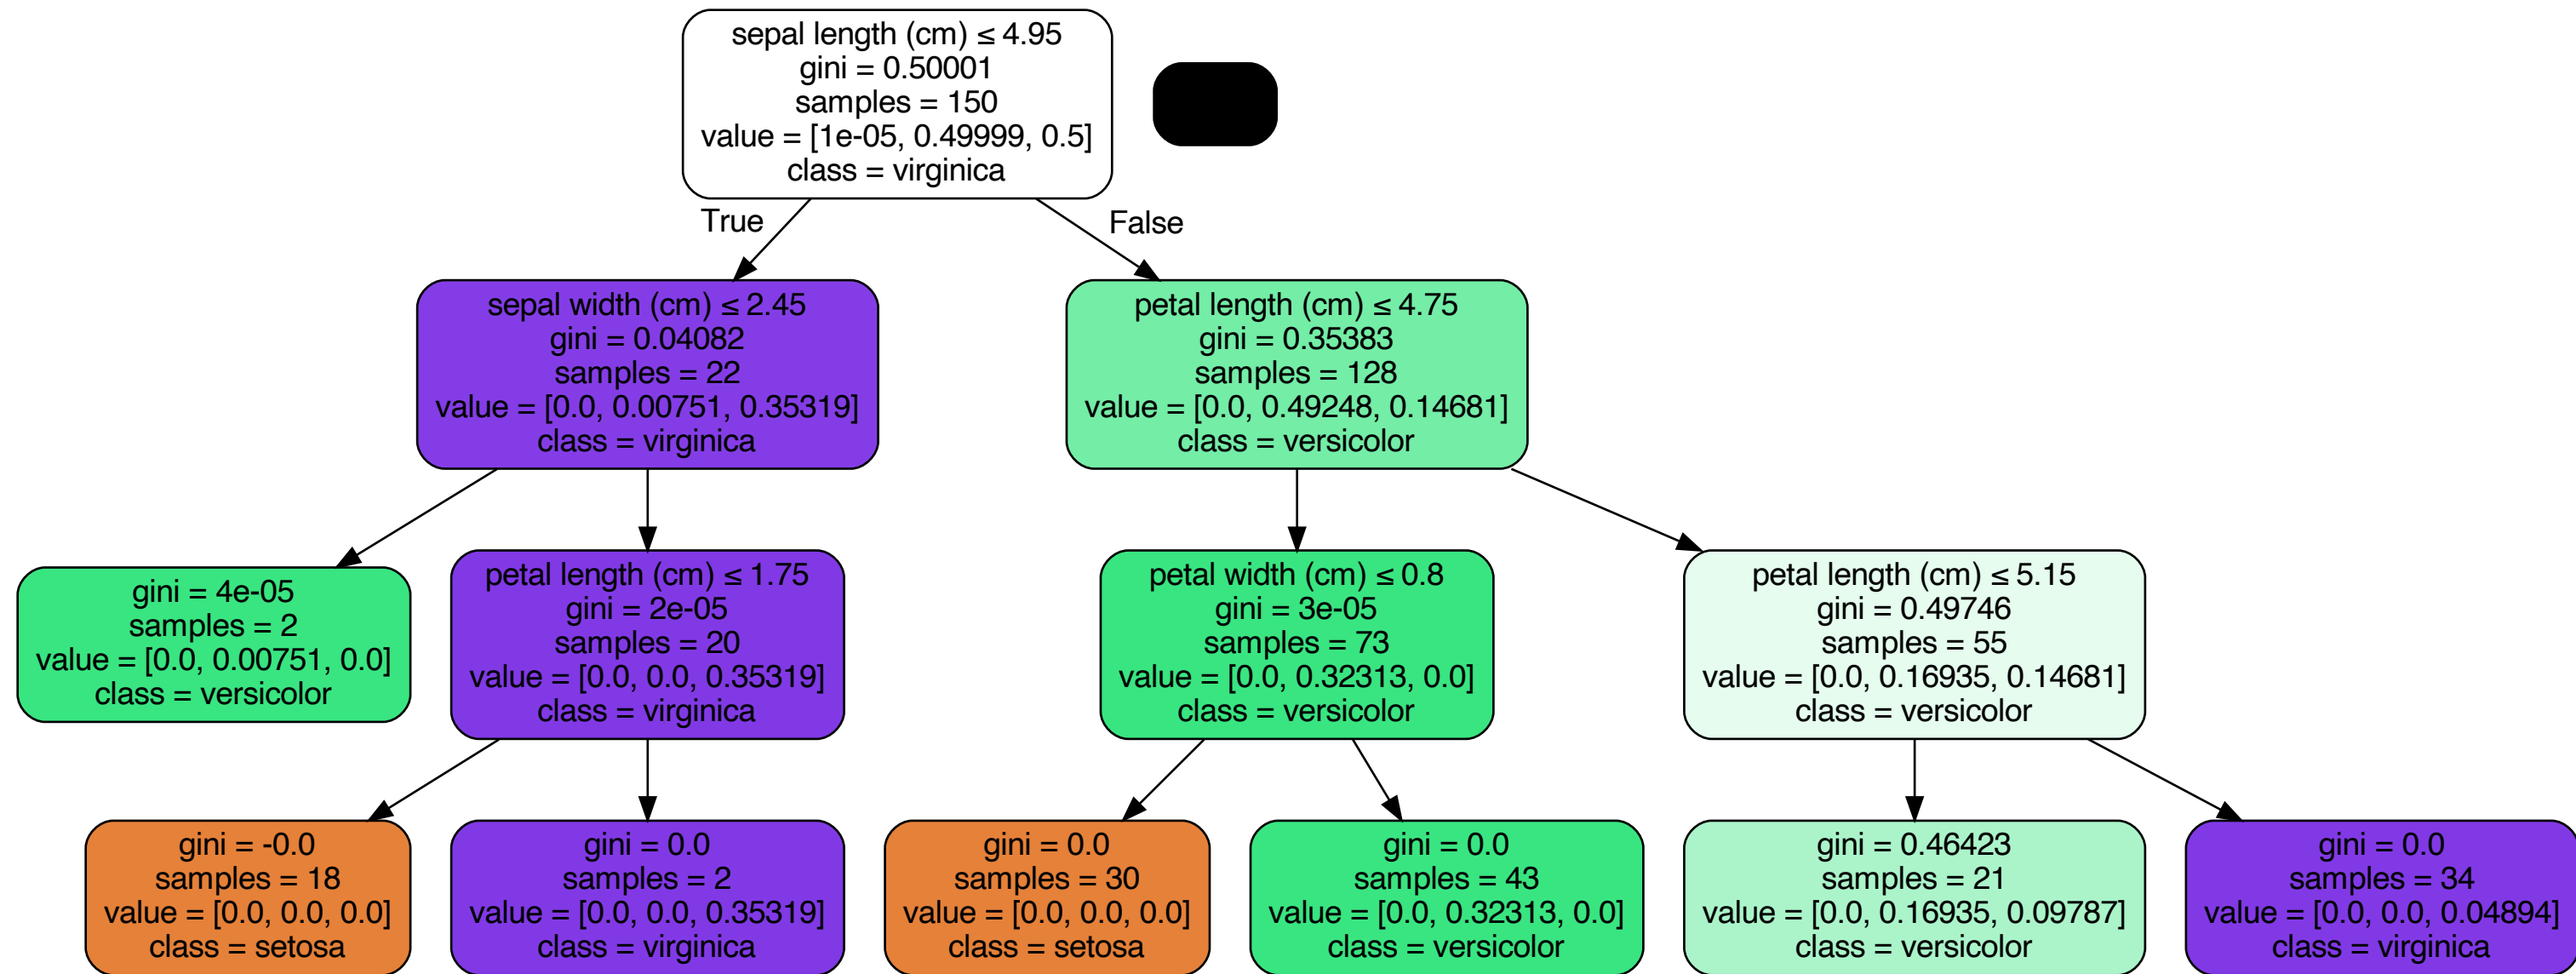 sepal length (cm) ≤ 4.95
gini = 0.50001
samples = 150
value = [1e-05, 0.49999, 0.5]
class = virginica
True
False
sepal width (cm) ≤ 2.45
gini = 0.04082
samples = 22
value = [0.0, 0.00751, 0.35319]
class = virginica
petal length (cm) ≤ 4.75
gini = 0.35383
samples = 128
value = [0.0, 0.49248, 0.14681]
class = versicolor
gini = 4e-05
samples = 2
value = [0.0, 0.00751, 0.0]
class = versicolor
petal length (cm) ≤ 1.75
gini = 2e-05
samples = 20
value = [0.0, 0.0, 0.35319]
class = virginica
petal width (cm) ≤ 0.8
gini = 3e-05
samples = 73
value = [0.0, 0.32313, 0.0]
class = versicolor
petal length (cm) ≤ 5.15
gini = 0.49746
samples = 55
value = [0.0, 0.16935, 0.14681]
class = versicolor
gini = -0.0
samples = 18
value = [0.0, 0.0, 0.0]
class = setosa
gini = 0.0
samples = 2
value = [0.0, 0.0, 0.35319]
class = virginica
gini = 0.0
samples = 30
value = [0.0, 0.0, 0.0]
class = setosa
gini = 0.0
samples = 43
value = [0.0, 0.32313, 0.0]
class = versicolor
gini = 0.46423
samples = 21
value = [0.0, 0.16935, 0.09787]
class = versicolor
gini = 0.0
samples = 34
value = [0.0, 0.0, 0.04894]
class = virginica